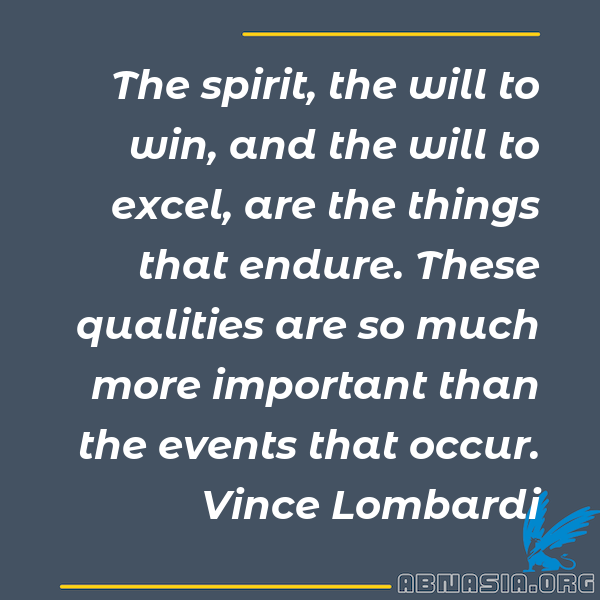 The spirit, the will to
win, and the will to
excel, are the things
that endure. These
qualities are so much
more important than
the events that occur.
Vince Lombardi
ABNASIA.ORG